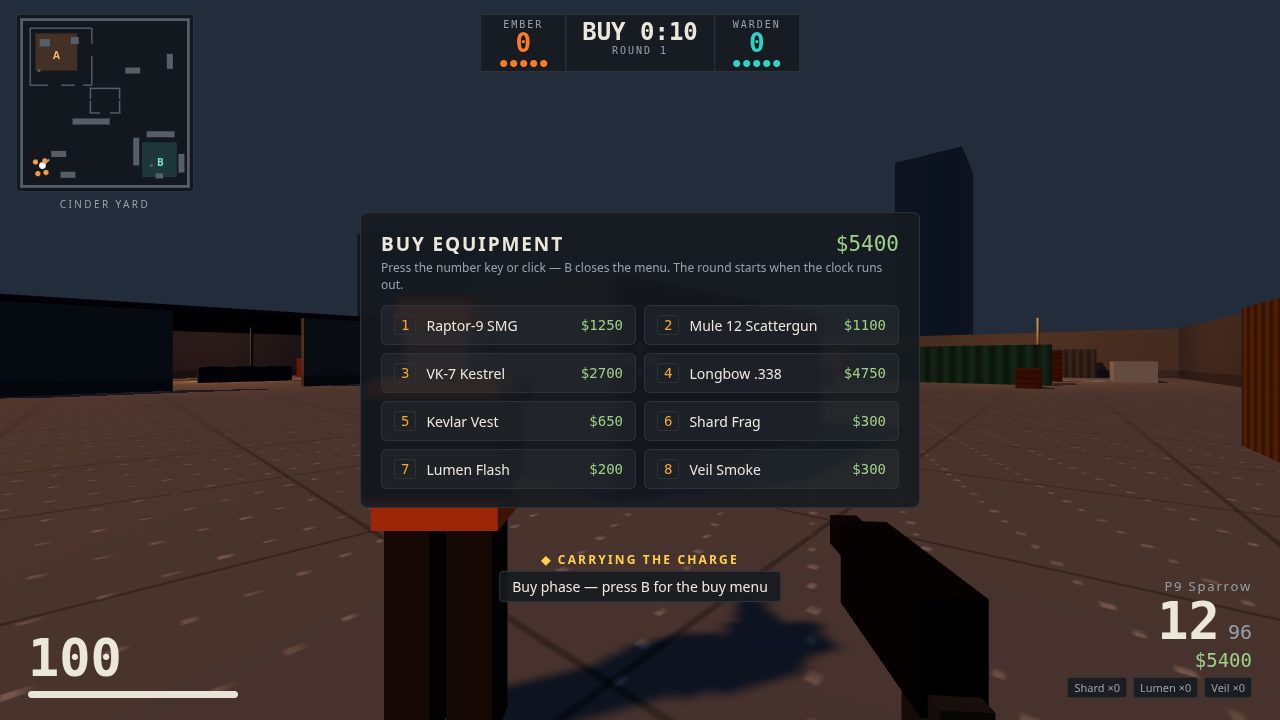 A
B
CINDER YARD
EMBER
0
BUY 0:10
ROUND 1
WARDEN
0
BUY EQUIPMENT
$5400
Press the number key or click — B closes the menu. The round starts when the clock runs
out.
1 Raptor-9 SMG $1250
2 Mule 12 Scattergun $1100
3 VK-7 Kestrel $2700
4 Longbow .338 $4750
5 Kevlar Vest $650
6 Shard Frag $300
7 Lumen Flash $200
8 Veil Smoke $300
◆ CARRYING THE CHARGE
Buy phase — press B for the buy menu
100
P9 Sparrow
12 96
$5400
Shard ×0 Lumen ×0 Veil ×0